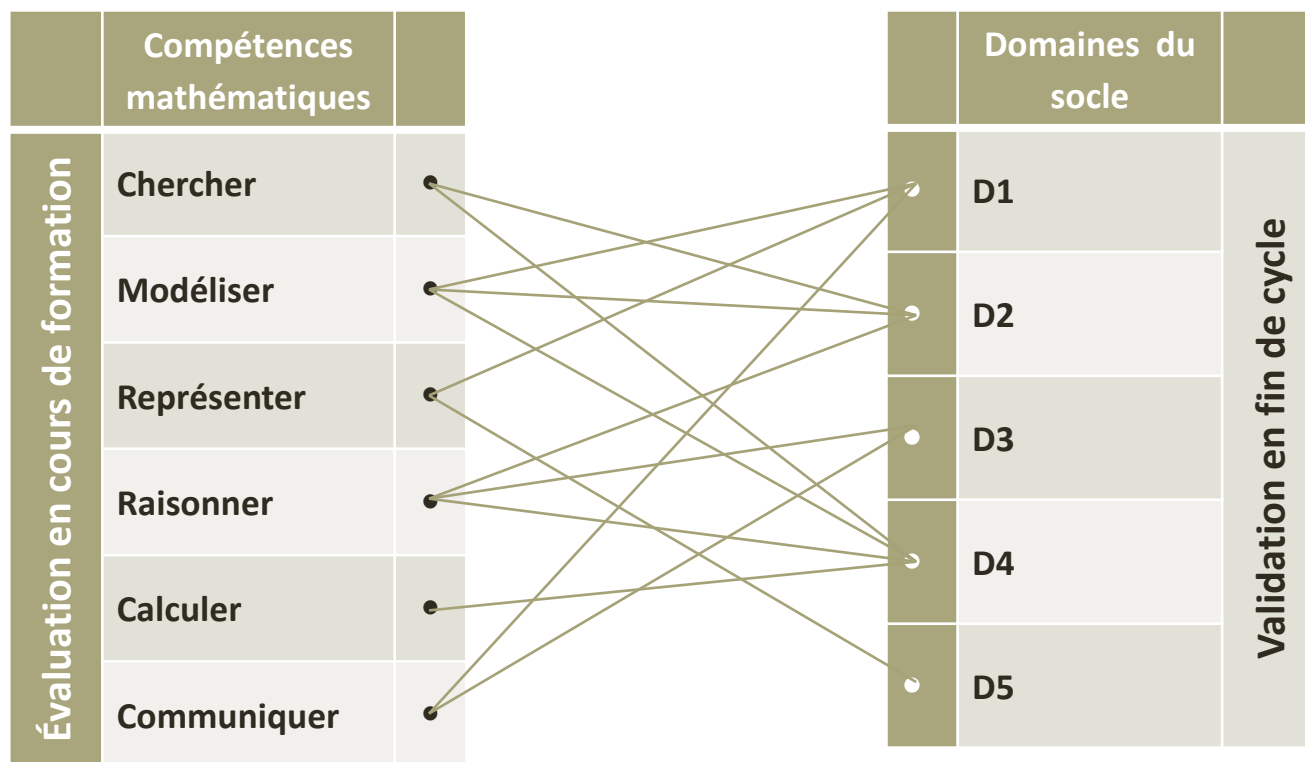 Compétences
mathématiques
Évaluation en cours de formation
Chercher
Modéliser
Représenter
Raisonner
Calculer
Communiquer
Domaines du
socle
D1
D2
D3
D4
D5
Validation en fin de cycle